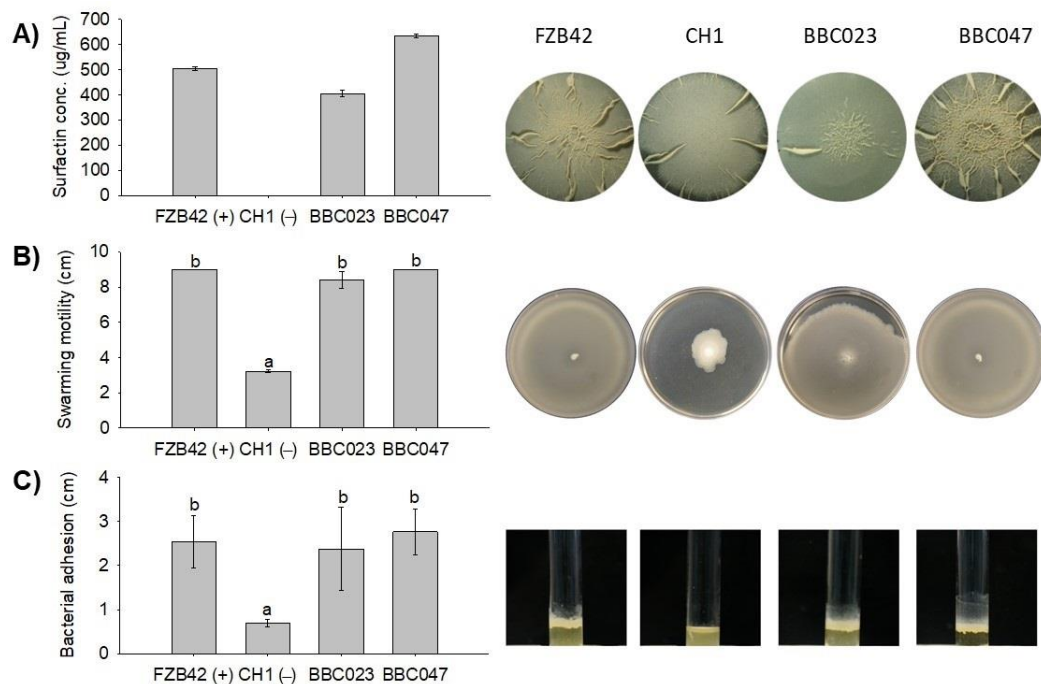 A)
Surfactin conc. (ug/mL)
700
600
500
400
300
200
100
0
FZB42 (+) CH1 (–) BBC023 BBC047
FZB42 CH1 BBC023 BBC047
B)
Swarming motility (cm)
10
8
6
4
2
0
b a b b
FZB42 (+) CH1 (–) BBC023 BBC047
C)
Bacterial adhesion (cm)
4
3
2
1
0
b a b b
FZB42 (+) CH1 (–) BBC023 BBC047